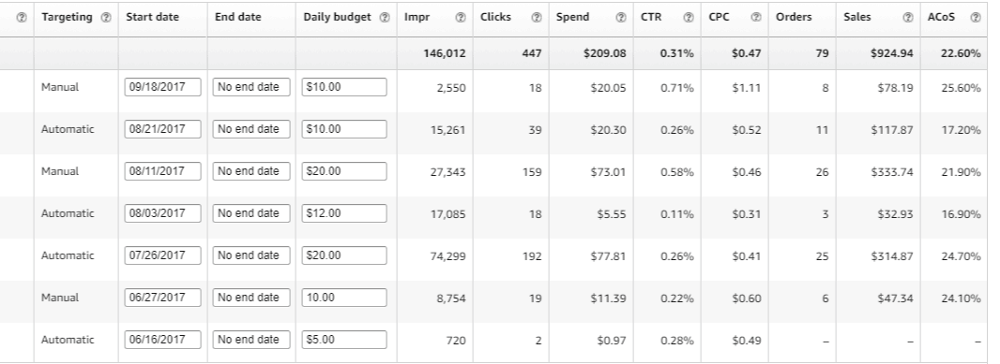 Targeting Start date End date Daily budget Impr Clicks Spend CTR CPC Orders Sales ACoS
146,012 447 $209.08 0.31% $0.47 79 $924.94 22.60%
Manual 09/18/2017 No end date $10.00 2,550 18 $20.05 0.71% $1.11 8 $78.19 25.60%
Automatic 08/21/2017 No end date $10.00 15,261 39 $20.30 0.26% $0.52 11 $117.87 17.20%
Manual 08/11/2017 No end date $20.00 27,343 159 $73.01 0.58% $0.46 26 $333.74 21.90%
Automatic 08/03/2017 No end date $12.00 17,085 18 $5.55 0.11% $0.31 3 $32.93 16.90%
Automatic 07/26/2017 No end date $20.00 74,299 192 $77.81 0.26% $0.41 25 $314.87 24.70%
Manual 06/27/2017 No end date 10.00 8,754 19 $11.39 0.22% $0.60 6 $47.34 24.10%
Automatic 06/16/2017 No end date $5.00 720 2 $0.97 0.28% $0.49 – – –